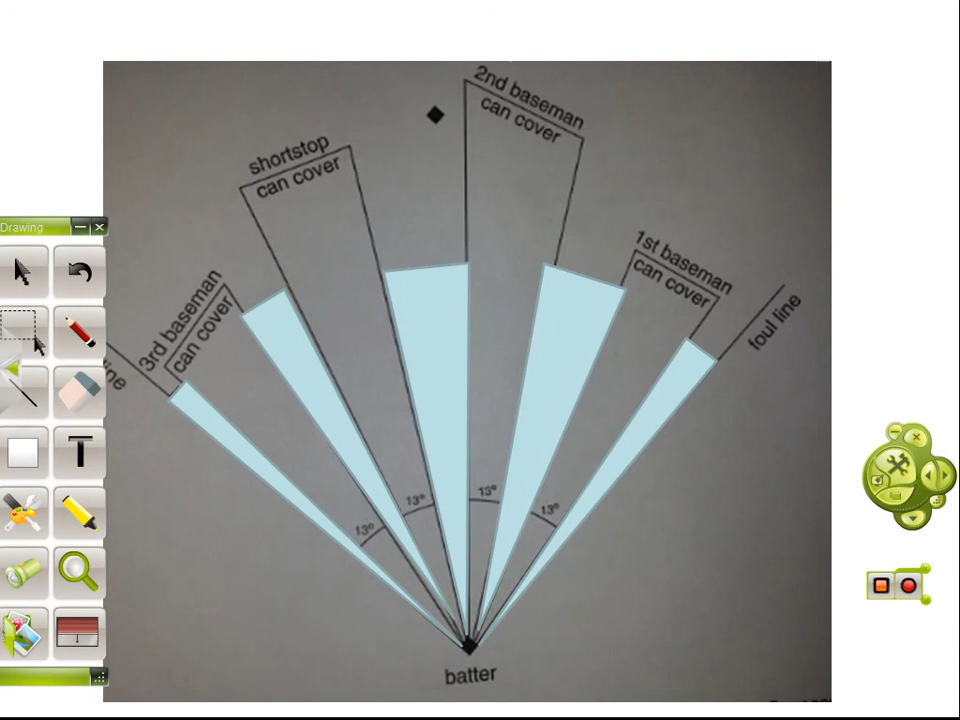 2nd baseman
can cover
shortstop
can cover
Drawing
1st baseman
can cover
3rd baseman
can cover
foul line
line
13°
13°
13°
13°
batter